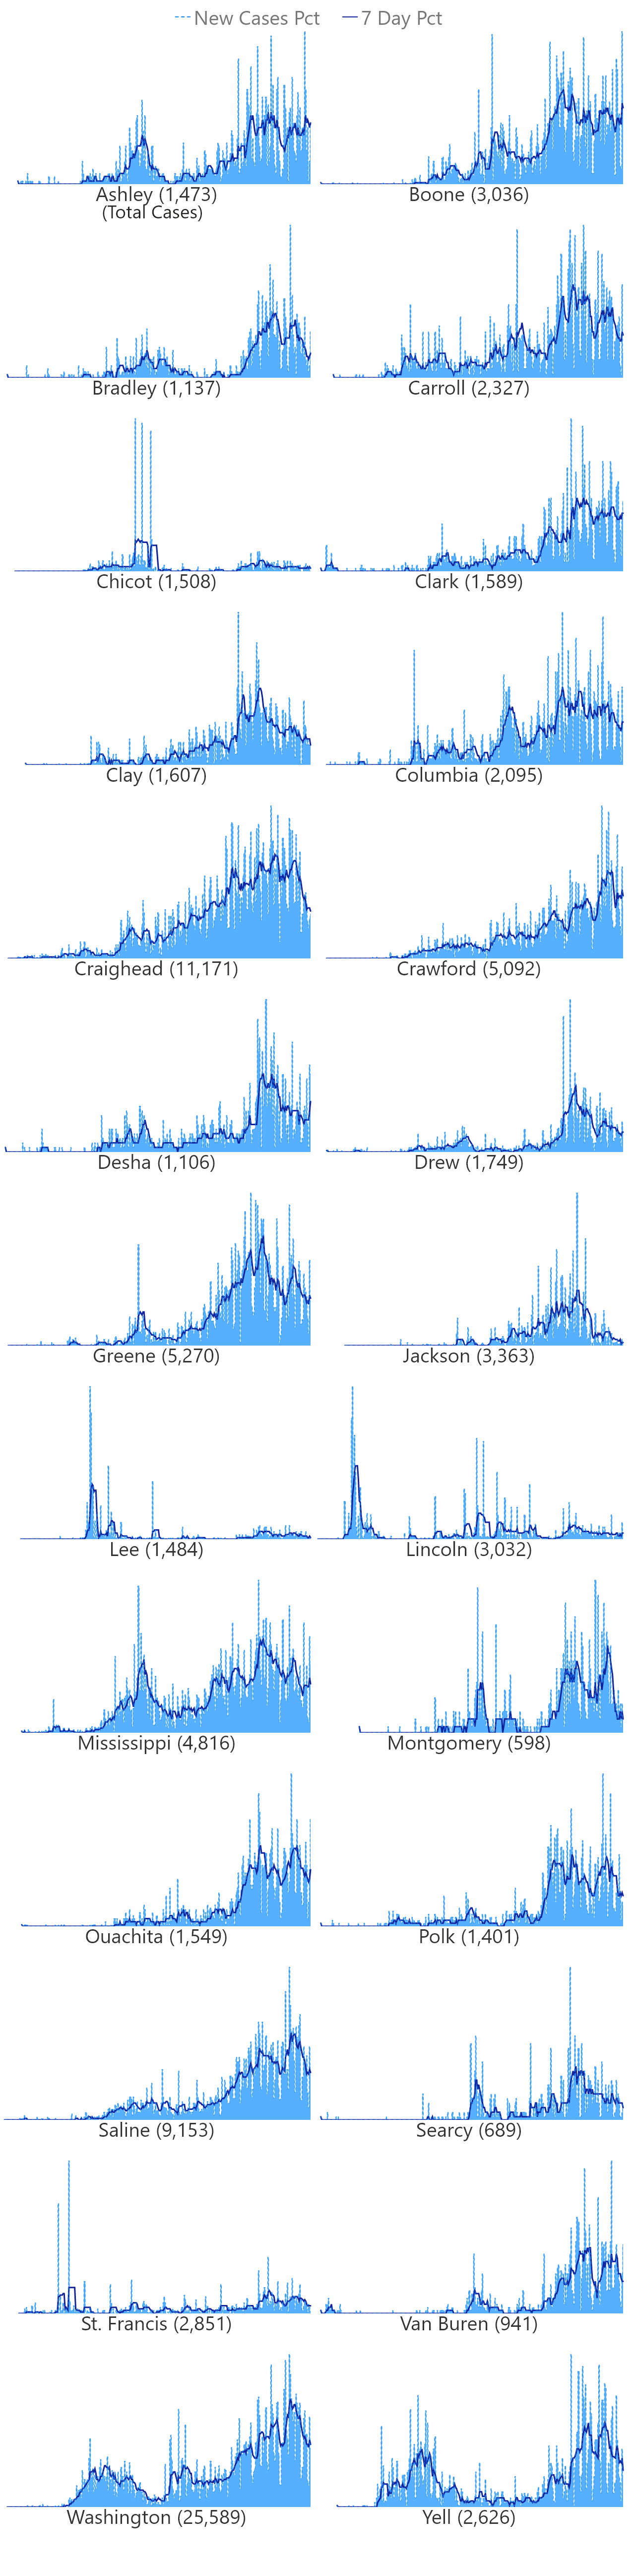 New Cases Pct 7 Day Pct
Ashley (1,473) Boone (3,036)
(Total Cases)
Bradley (1,137) Carroll (2,327)
Chicot (1,508) Clark (1,589)
Clay (1,607) Columbia (2,095)
Craighead (11,171) Crawford (5,092)
Desha (1,106) Drew (1,749)
Greene (5,270) Jackson (3,363)
Lee (1,484) Lincoln (3,032)
Mississippi (4,816) Montgomery (598)
Ouachita (1,549) Polk (1,401)
Saline (9,153) Searcy (689)
St. Francis (2,851) Van Buren (941)
Washington (25,589) Yell (2,626)